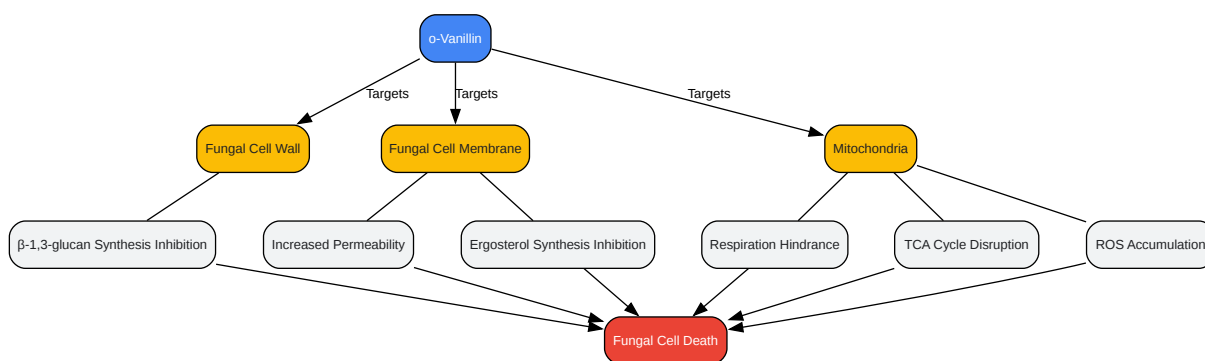 o-Vanillin
Targets
Targets
Targets
Fungal Cell Wall
Fungal Cell Membrane
Mitochondria
β-1,3-glucan Synthesis Inhibition
Increased Permeability
Ergosterol Synthesis Inhibition
Respiration Hindrance
TCA Cycle Disruption
ROS Accumulation
Fungal Cell Death